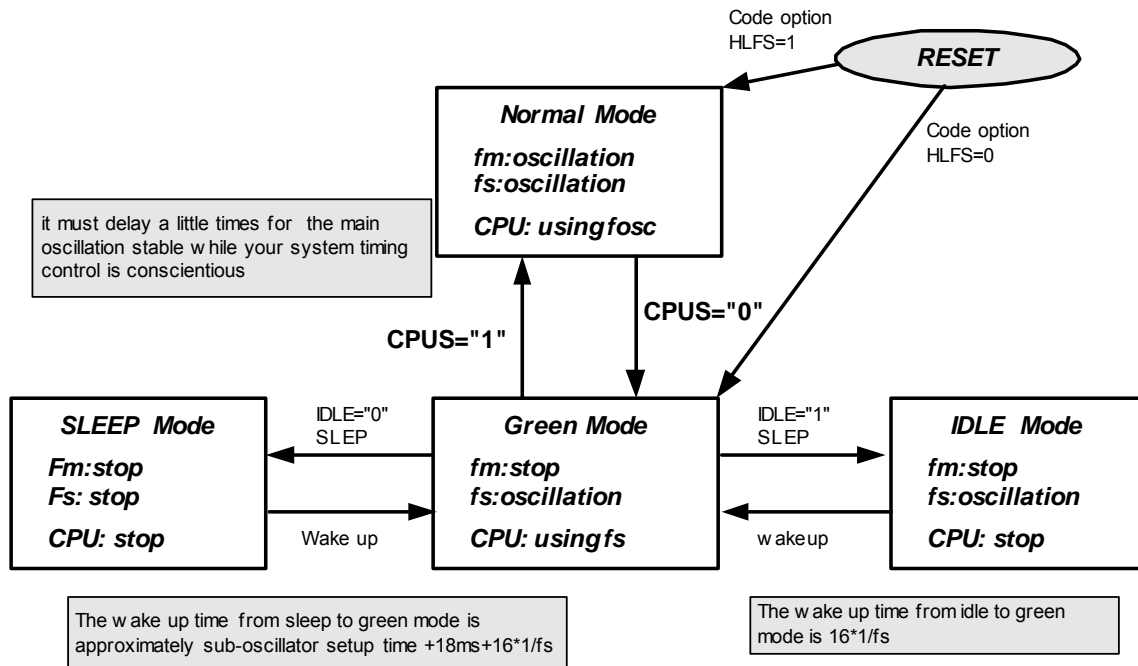 Code option
HLFS=1
RESET
Normal Mode
fm:oscillation
fs:oscillation
CPU: using fosc
Code option
HLFS=0
it must delay a little times for the main
oscillation stable while your system timing
control is conscientious
CPUS="1"
CPUS="0"
SLEEP Mode
Fm:stop
Fs: stop
CPU: stop
IDLE="0"
SLEP
Wake up
Green Mode
fm:stop
fs:oscillation
CPU: using fs
IDLE="1"
SLEP
wakeup
IDLE Mode
fm:stop
fs:oscillation
CPU: stop
The wake up time from sleep to green mode is
approximately sub-oscillator setup time +18ms+16*1/fs
The wake up time from idle to green
mode is 16*1/fs